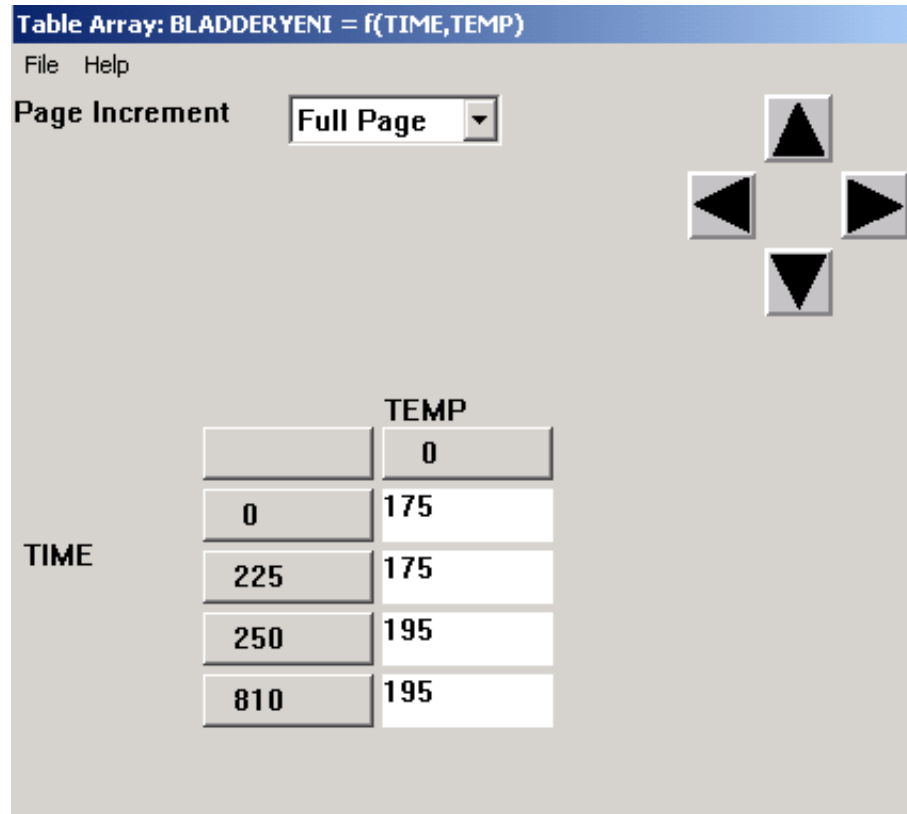 Table Array: BLADDERYENI = f(TIME,TEMP)
File Help
Page Increment Full Page
TEMP
0
0 175
TIME
225 175
250 195
810 195